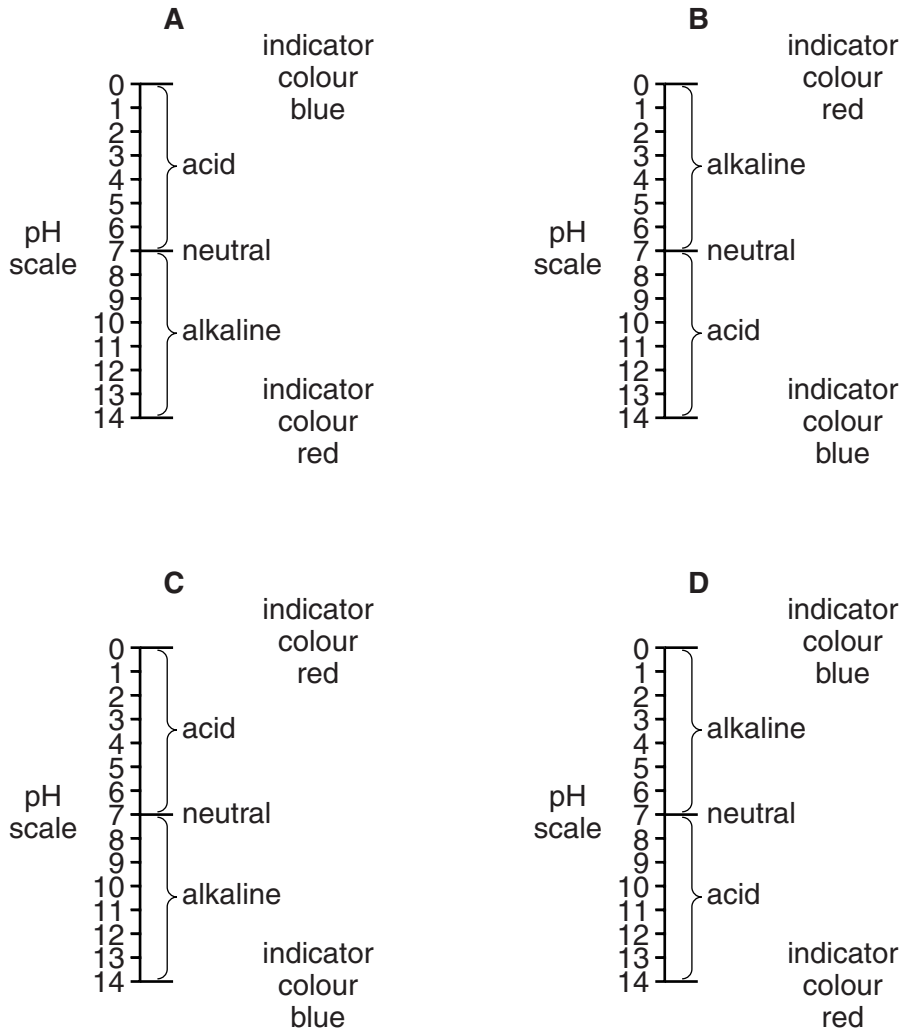 A
indicator
colour
blue
0
1
2
3
acid
4
5
6
pH
scale
7
neutral
8
9
10
alkaline
11
12
13
14
indicator
colour
red
B
indicator
colour
red
0
1
2
3
alkaline
4
5
6
pH
scale
7
neutral
8
9
10
acid
11
12
13
14
indicator
colour
blue
C
indicator
colour
red
0
1
2
3
acid
4
5
6
pH
scale
7
neutral
8
9
10
alkaline
11
12
13
14
indicator
colour
blue
D
indicator
colour
blue
0
1
2
3
alkaline
4
5
6
pH
scale
7
neutral
8
9
10
acid
11
12
13
14
indicator
colour
red